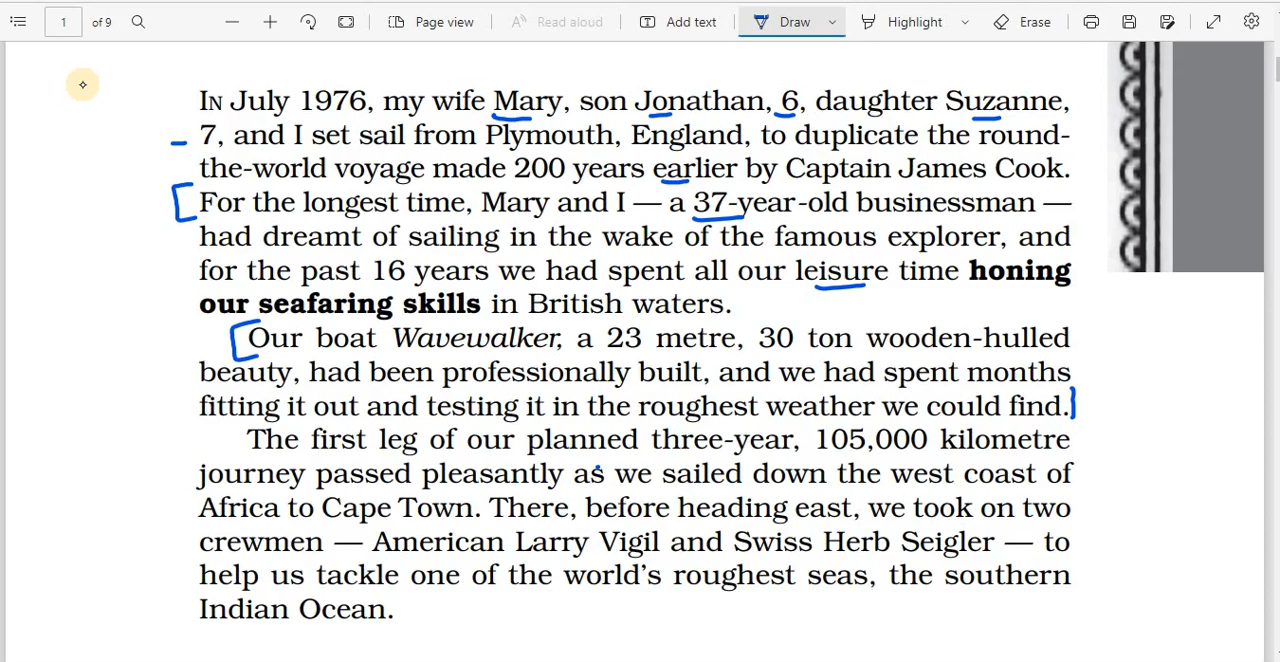 1 of 9 Page view Read aloud Add text Draw Highlight Erase
IN July 1976, my wife Mary, son Jonathan, 6, daughter Suzanne,
7, and I set sail from Plymouth, England, to duplicate the round-
the-world voyage made 200 years earlier by Captain James Cook.
For the longest time, Mary and I — a 37-year-old businessman —
had dreamt of sailing in the wake of the famous explorer, and
for the past 16 years we had spent all our leisure time honing
our seafaring skills in British waters.
Our boat Wavewalker, a 23 metre, 30 ton wooden-hulled
beauty, had been professionally built, and we had spent months
fitting it out and testing it in the roughest weather we could find.
The first leg of our planned three-year, 105,000 kilometre
journey passed pleasantly as we sailed down the west coast of
Africa to Cape Town. There, before heading east, we took on two
crewmen — American Larry Vigil and Swiss Herb Seigler — to
help us tackle one of the world's roughest seas, the southern
Indian Ocean.